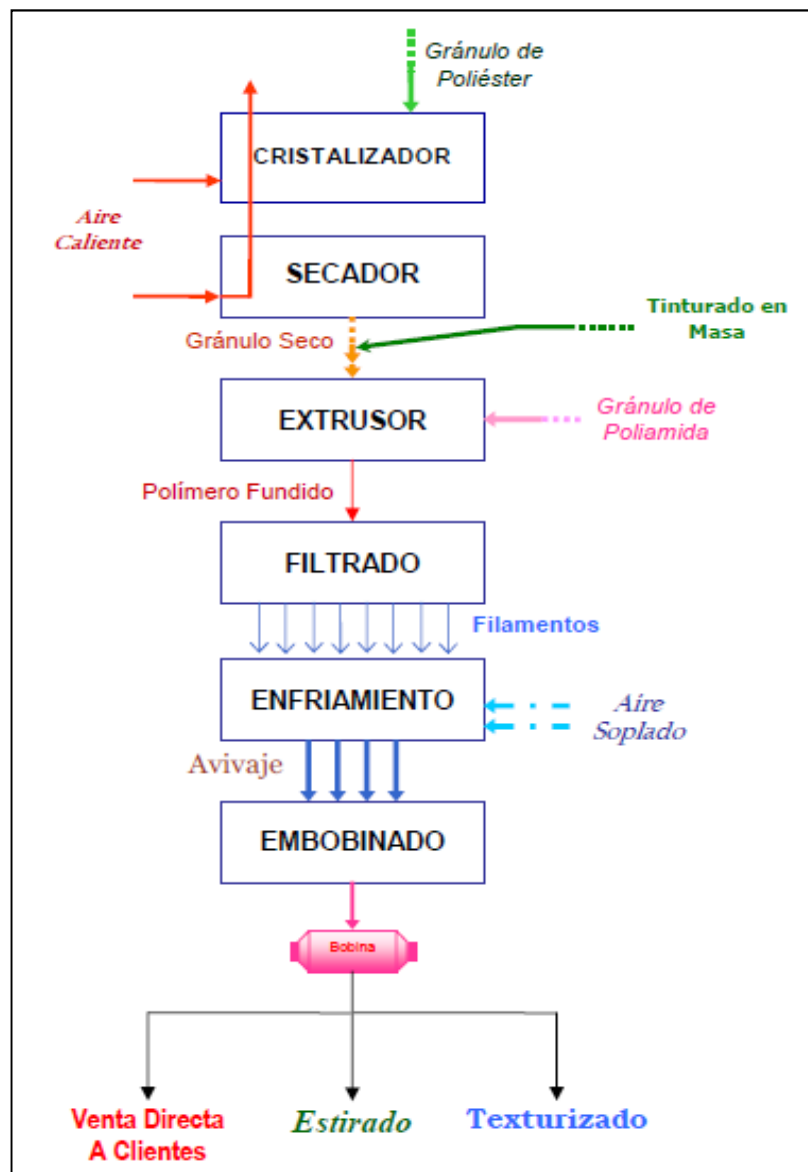 Gránulo de
Poliéster
CRISTALIZADOR
Aire
Caliente
SECADOR
Tinturado en
Masa
Gránulo Seco
EXTRUSOR
Gránulo de
Poliamida
Polímero Fundido
FILTRADO
Filamentos
ENFRIAMIENTO
Aire
Soplado
Avivaje
EMBOBINADO
Bobina
Venta Directa
A Clientes
Estirado
Texturizado